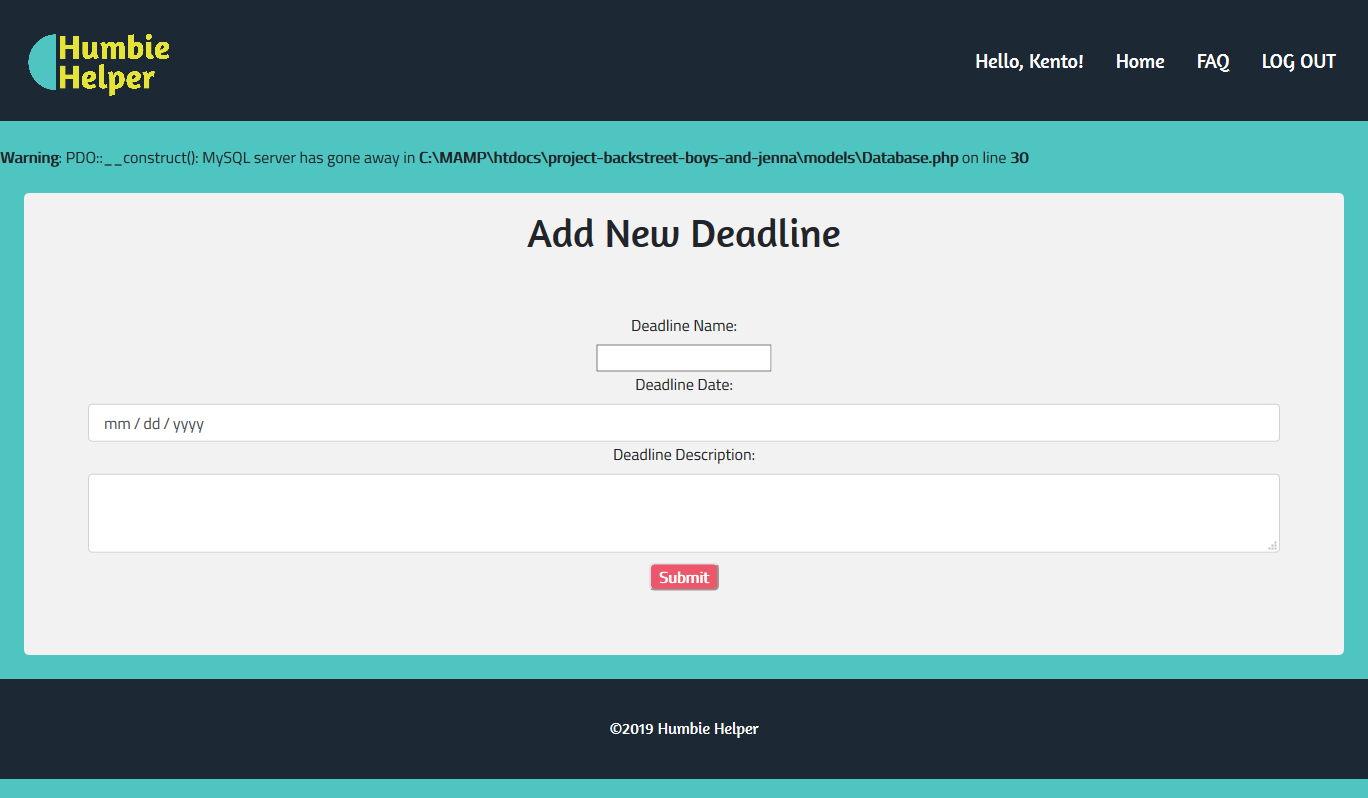 Humbie
Helper
Hello, Kento! Home FAQ LOG OUT
Warning: PDO::__construct(): MySQL server has gone away in C:\MAMP\htdocs\project-backstreet-boys-and-jenna\models\Database.php on line 30
Add New Deadline
Deadline Name:
Deadline Date:
mm / dd / yyyy
Deadline Description:
Submit
©2019 Humbie Helper